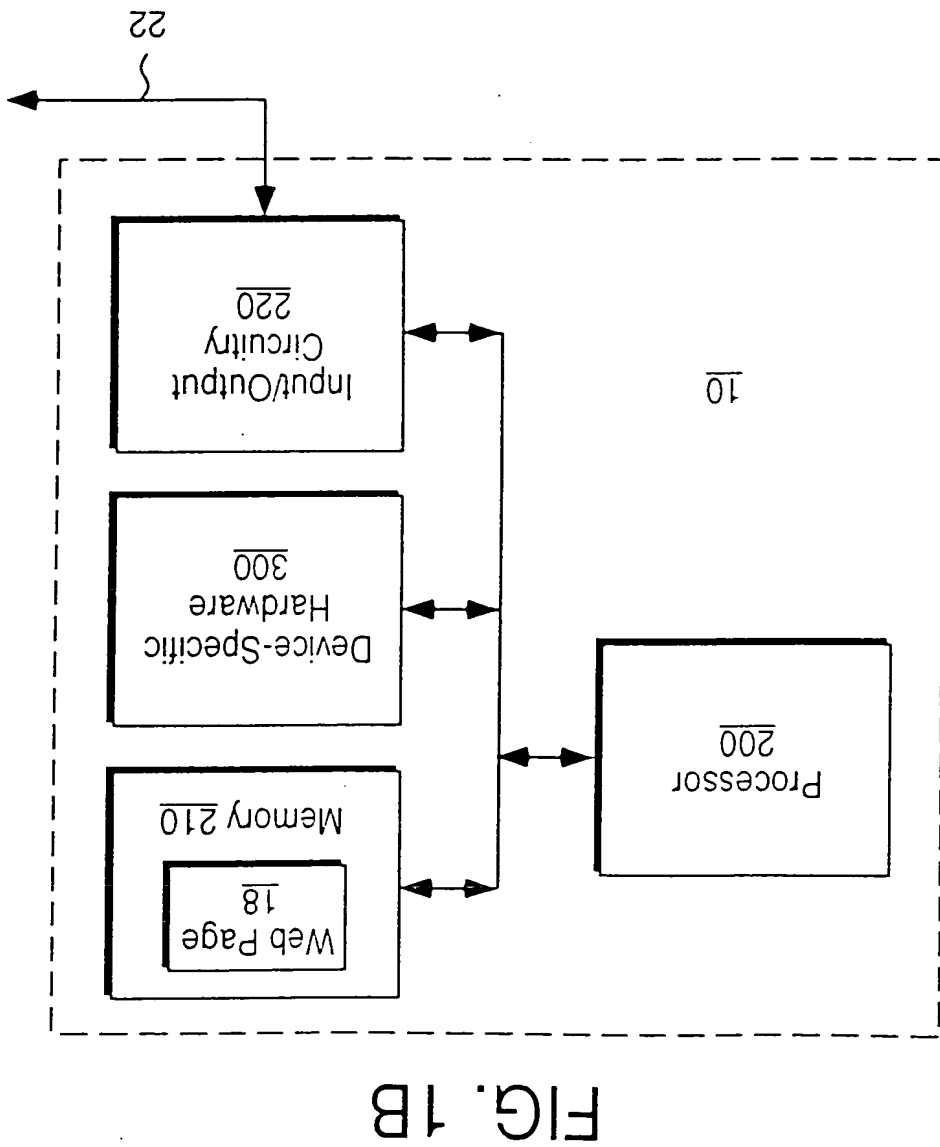 FIG. 1B
Web Page
18
Memory 210
Processor
200
Device-Specific
Hardware
300
10
Input/Output
Circuitry
220
22